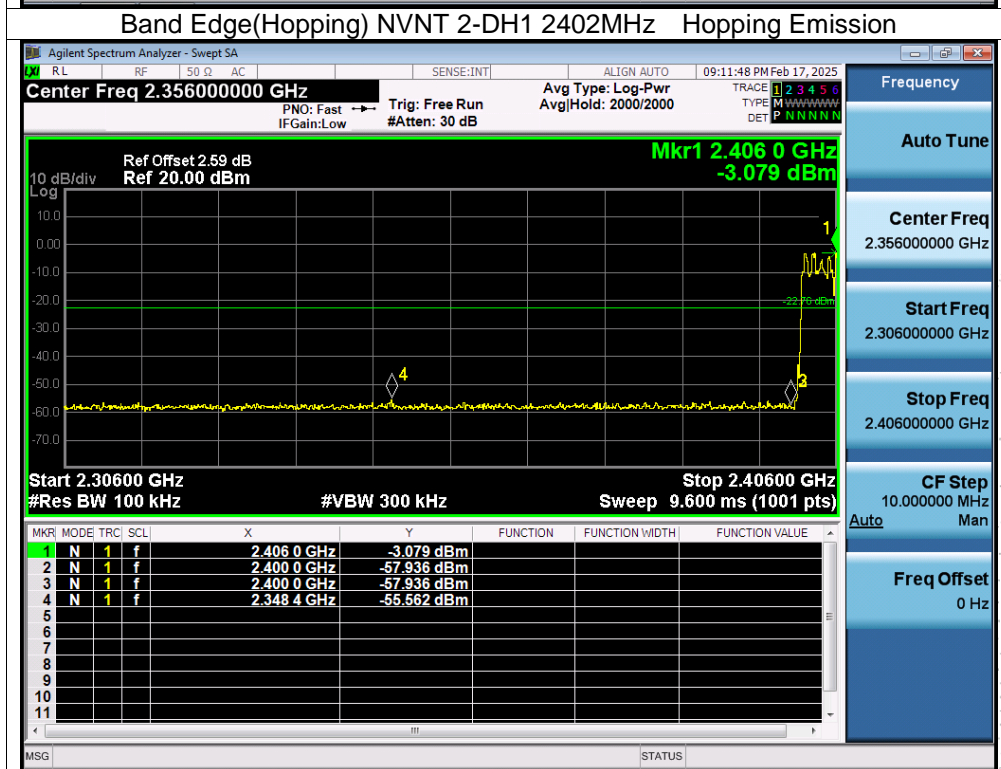 Band Edge(Hopping) NVNT 2-DH1 2402MHz Hopping Emission
Agilent Spectrum Analyzer - Swept SA
LXI RL RF 50 Ω AC SENSE:INT ALIGN AUTO 09:11:48 PM Feb 17, 2025
Center Freq 2.356000000 GHz
PNO: Fast
IFGain:Low
Trig: Free Run
#Atten: 30 dB
Avg Type: Log-Pwr
Avg|Hold: 2000/2000
TRACE 1 2 3 4 5 6
TYPE M WWWWW
DET P N N N N N
Mkr1 2.406 0 GHz
-3.079 dBm
Ref Offset 2.59 dB
10 dB/div Ref 20.00 dBm
Log
10.0
0.00
-10.0
-20.0
-30.0
-40.0
-50.0
-60.0
-70.0
1
-22.76 dBm
4
3
Start 2.30600 GHz Stop 2.40600 GHz
#Res BW 100 kHz #VBW 300 kHz Sweep 9.600 ms (1001 pts)
MKR MODE TRC SCL X Y FUNCTION FUNCTION WIDTH FUNCTION VALUE
1 N 1 f 2.406 0 GHz -3.079 dBm
2 N 1 f 2.400 0 GHz -57.936 dBm
3 N 1 f 2.400 0 GHz -57.936 dBm
4 N 1 f 2.348 4 GHz -55.562 dBm
5
6
7
8
9
10
11
MSG STATUS
Frequency
Auto Tune
Center Freq
2.356000000 GHz
Start Freq
2.306000000 GHz
Stop Freq
2.406000000 GHz
CF Step
10.000000 MHz
Auto Man
Freq Offset
0 Hz